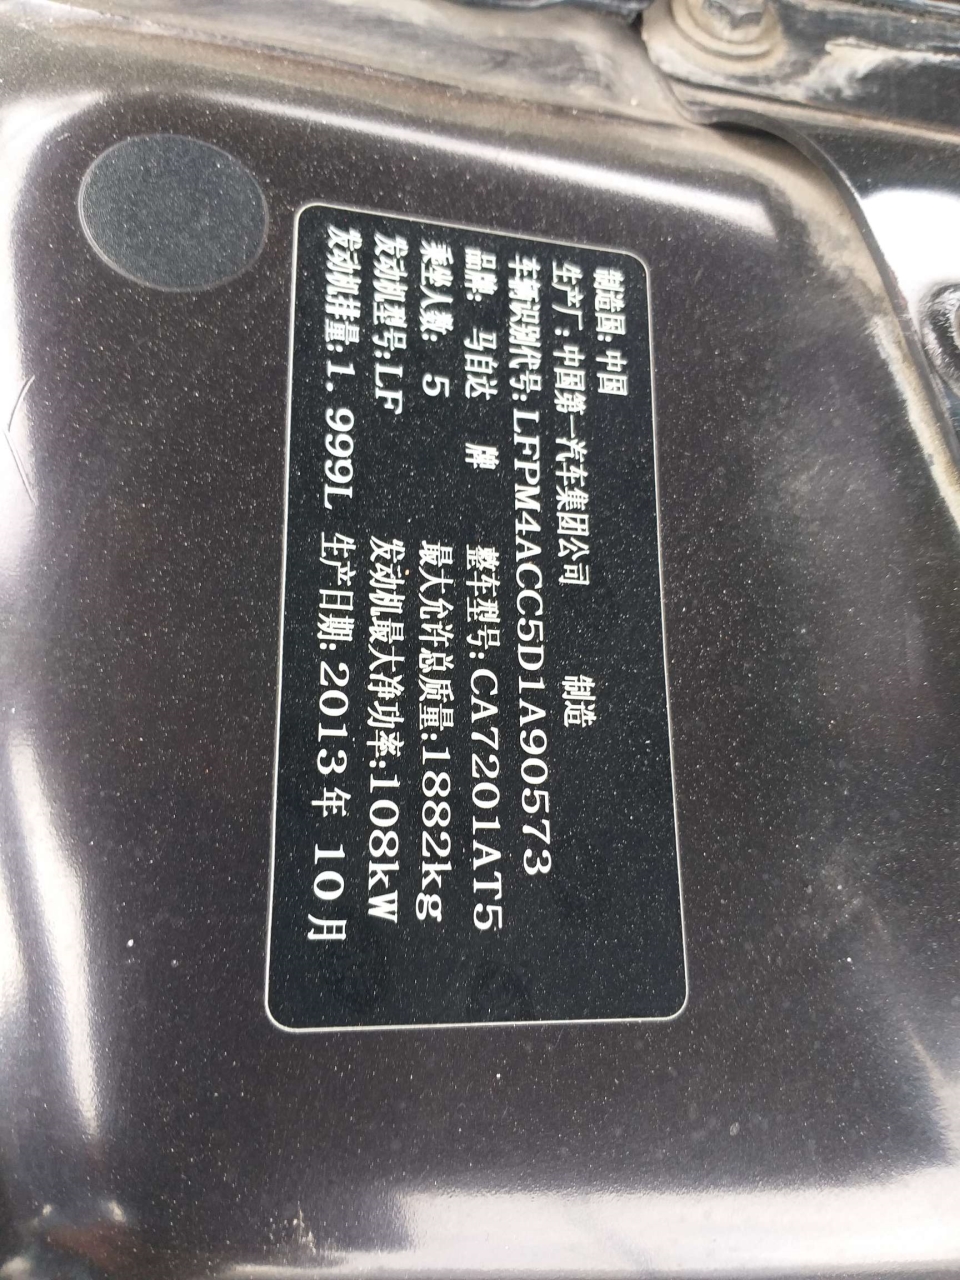 制造国:中国
生产厂:中国第一汽车集团公司 制造
车辆识别代号:LFPM4ACC5D1A90573
品牌: 马自达 牌 整车型号:CA7201AT5
乘坐人数: 5 最大允许总质量:1882kg
发动机型号:LF 发动机最大净功率:108kW
发动机排量:1.999L 生产日期:2013年 10月